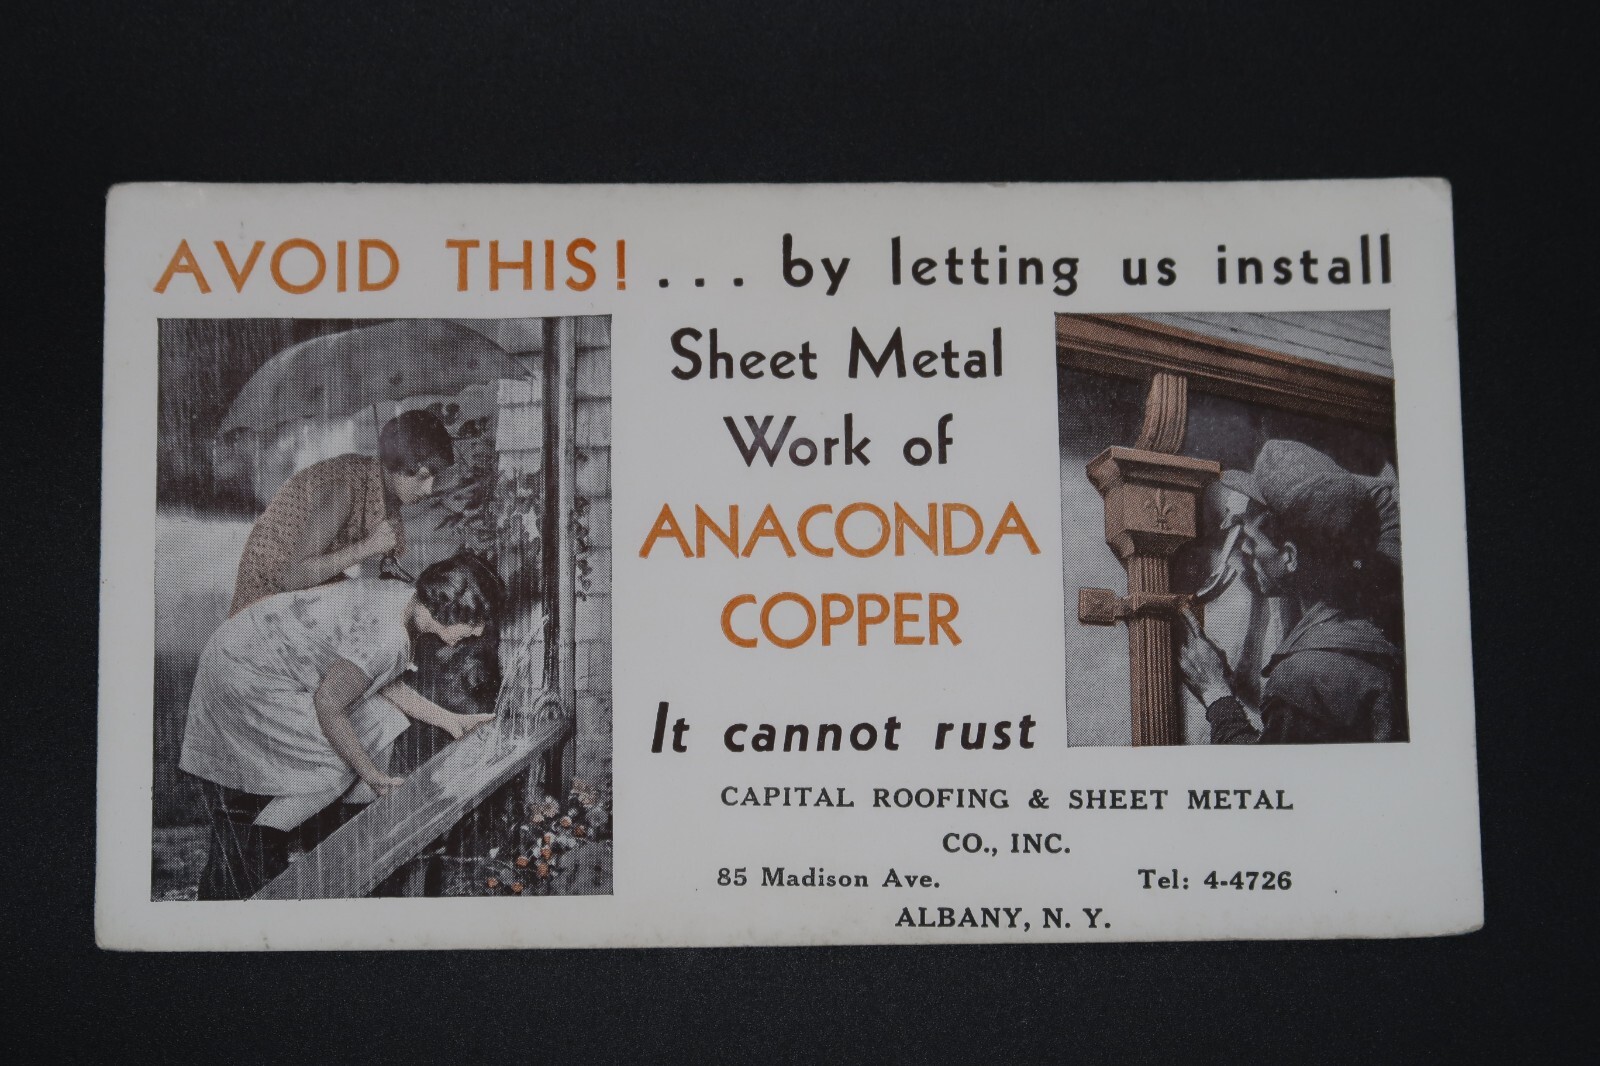 AVOID THIS! ... by letting us install
Sheet Metal
Work of
ANACONDA
COPPER
It cannot rust
CAPITAL ROOFING & SHEET METAL
CO., INC.
85 Madison Ave. Tel: 4-4726
ALBANY, N. Y.